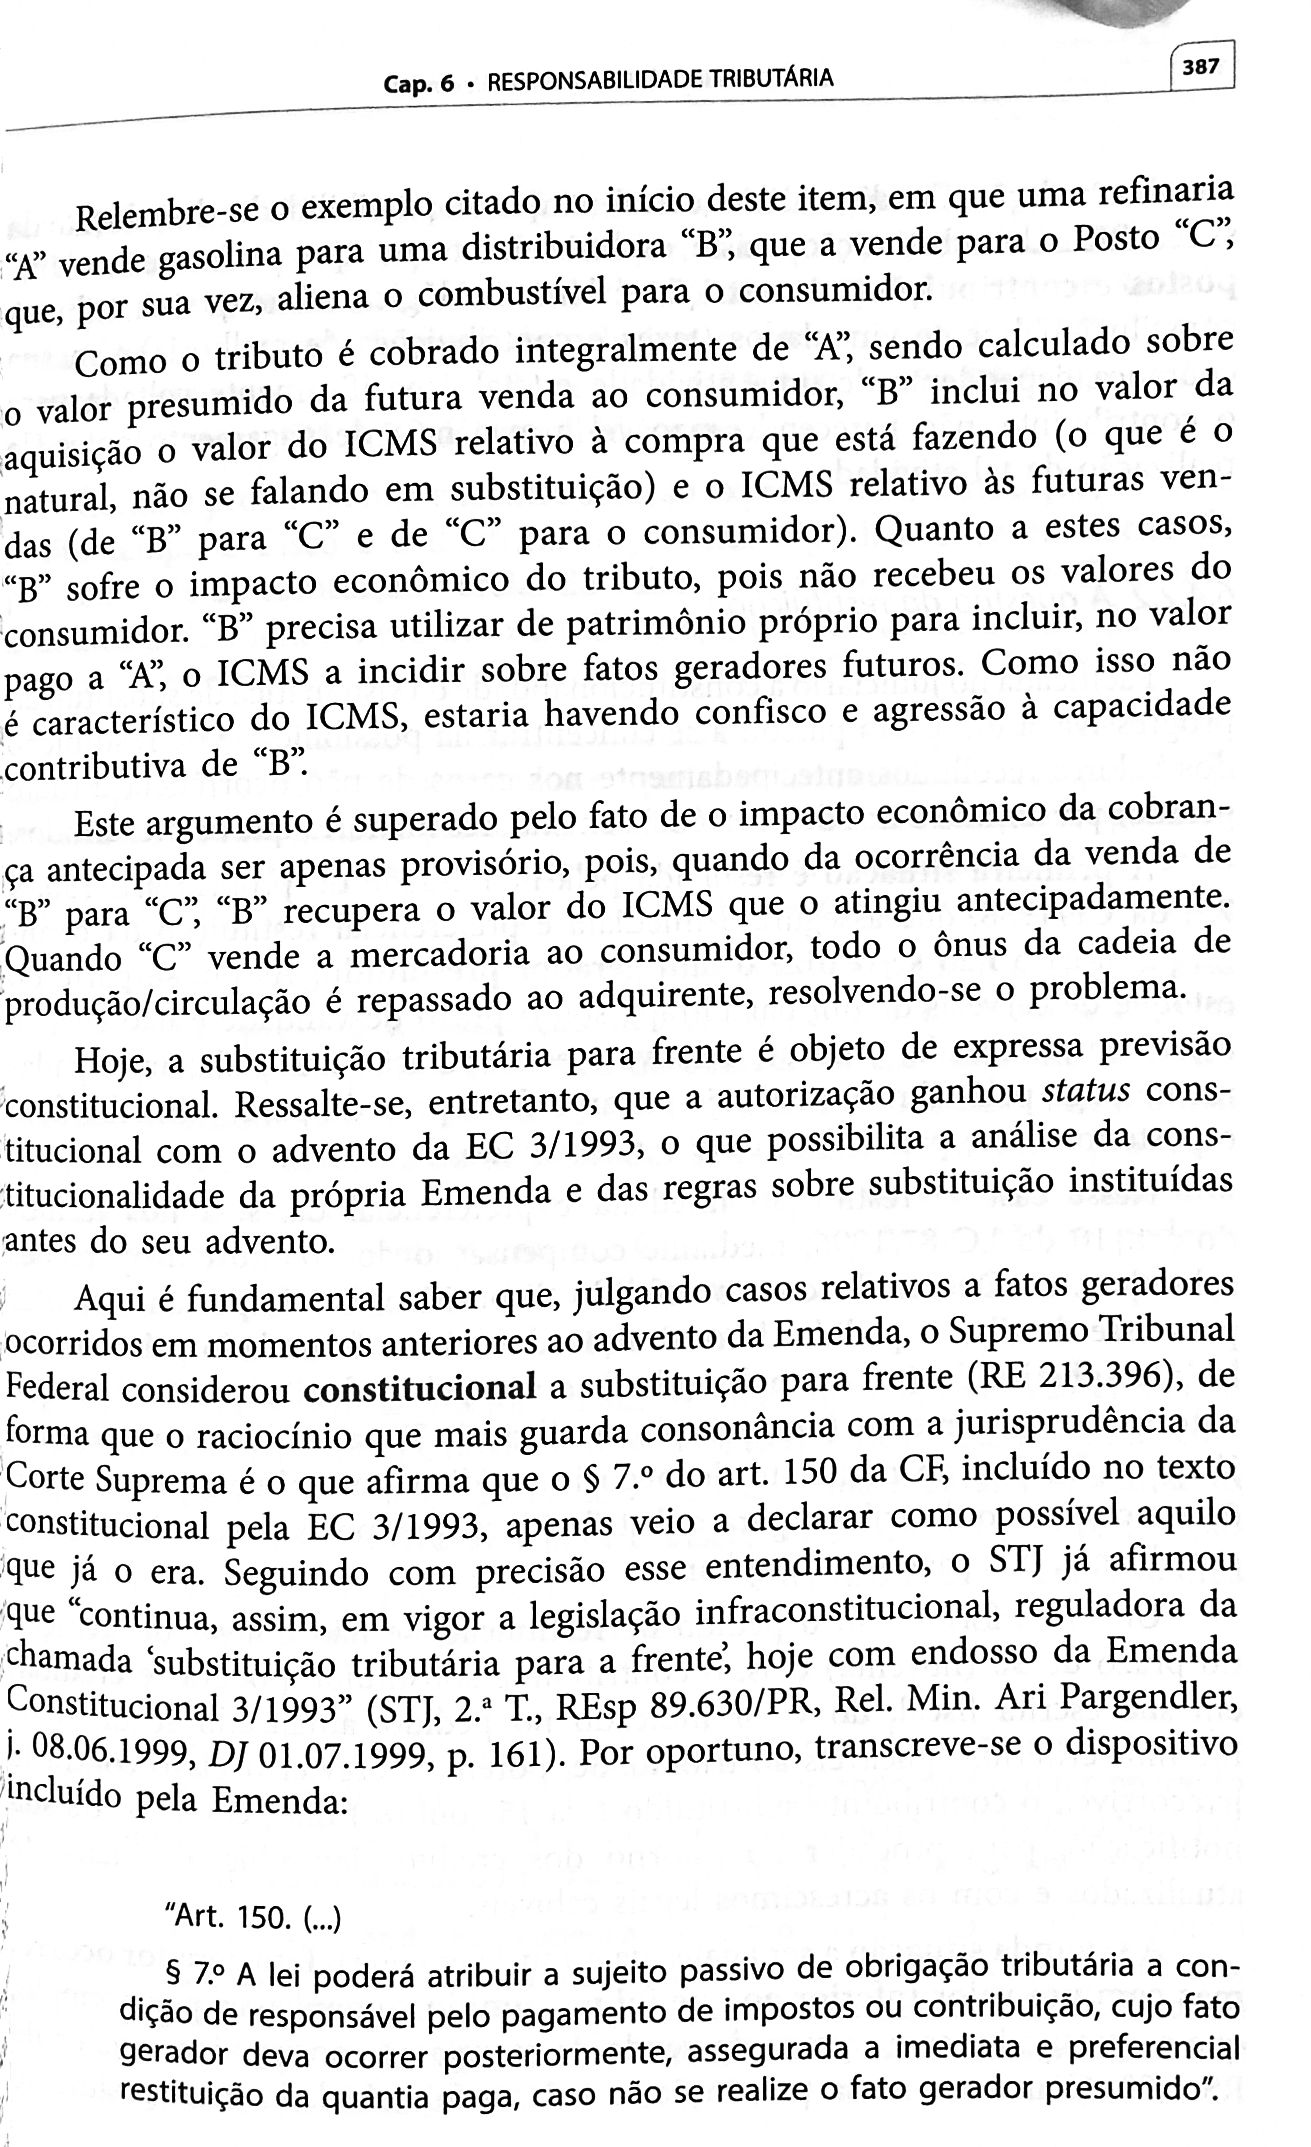 Cap. 6 • RESPONSABILIDADE TRIBUTÁRIA
387
Relembre-se o exemplo citado no início deste item, em que uma refinaria
“A” vende gasolina para uma distribuidora “B”, que a vende para o Posto “C”,
que, por sua vez, aliena o combustível para o consumidor.
Como o tributo é cobrado integralmente de “A”, sendo calculado sobre
o valor presumido da futura venda ao consumidor, “B” inclui no valor da
aquisição o valor do ICMS relativo à compra que está fazendo (o que é o
natural, não se falando em substituição) e o ICMS relativo às futuras ven-
das (de “B” para “C” e de “C” para o consumidor). Quanto a estes casos,
“B” sofre o impacto econômico do tributo, pois não recebeu os valores do
consumidor. “B” precisa utilizar de patrimônio próprio para incluir, no valor
pago a “A”, o ICMS a incidir sobre fatos geradores futuros. Como isso não
é característico do ICMS, estaria havendo confisco e agressão à capacidade
contributiva de “B”.
Este argumento é superado pelo fato de o impacto econômico da cobran-
ça antecipada ser apenas provisório, pois, quando da ocorrência da venda de
“B” para “C”, “B” recupera o valor do ICMS que o atingiu antecipadamente.
Quando “C” vende a mercadoria ao consumidor, todo o ônus da cadeia de
produção/circulação é repassado ao adquirente, resolvendo-se o problema.
Hoje, a substituição tributária para frente é objeto de expressa previsão
constitucional. Ressalte-se, entretanto, que a autorização ganhou status cons-
titucional com o advento da EC 3/1993, o que possibilita a análise da cons-
titucionalidade da própria Emenda e das regras sobre substituição instituídas
antes do seu advento.
Aqui é fundamental saber que, julgando casos relativos a fatos geradores
ocorridos em momentos anteriores ao advento da Emenda, o Supremo Tribunal
Federal considerou constitucional a substituição para frente (RE 213.396), de
forma que o raciocínio que mais guarda consonância com a jurisprudência da
Corte Suprema é o que afirma que o § 7.º do art. 150 da CF, incluído no texto
constitucional pela EC 3/1993, apenas veio a declarar como possível aquilo
que já o era. Seguindo com precisão esse entendimento, o STJ já afirmou
que “continua, assim, em vigor a legislação infraconstitucional, reguladora da
chamada ‘substituição tributária para a frente’, hoje com endosso da Emenda
Constitucional 3/1993” (STJ, 2.ª T., REsp 89.630/PR, Rel. Min. Ari Pargendler,
j. 08.06.1999, DJ 01.07.1999, p. 161). Por oportuno, transcreve-se o dispositivo
incluído pela Emenda:
“Art. 150. (...)
§ 7.º A lei poderá atribuir a sujeito passivo de obrigação tributária a con-
dição de responsável pelo pagamento de impostos ou contribuição, cujo fato
gerador deva ocorrer posteriormente, assegurada a imediata e preferencial
restituição da quantia paga, caso não se realize o fato gerador presumido”.